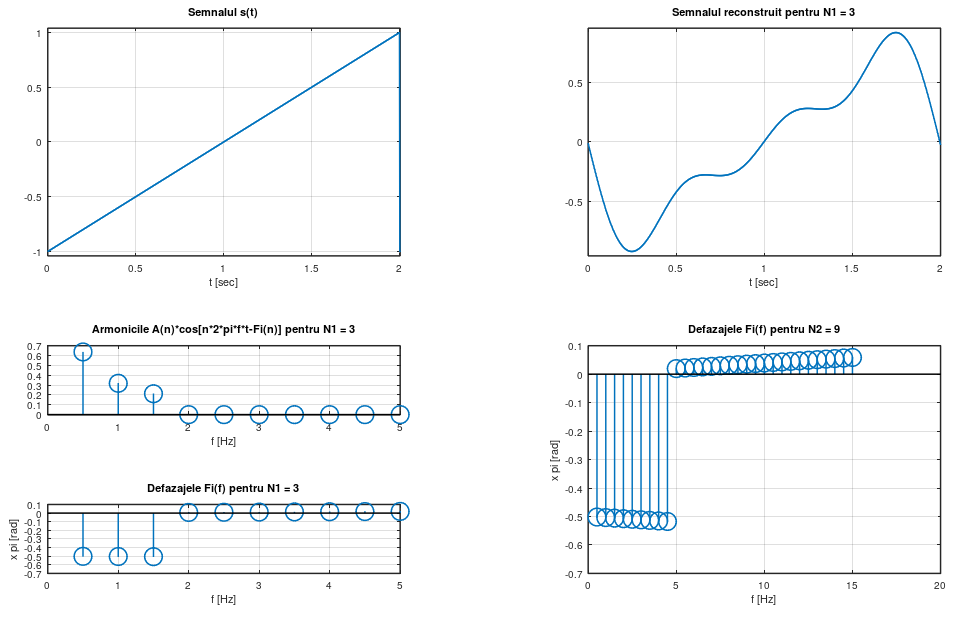 Semnalul s(t)
1
0.5
0
-0.5
-1
0 0.5 1 1.5 2
t [sec]
Semnalul reconstruit pentru N1 = 3
0.5
0
-0.5
0 0.5 1 1.5 2
t [sec]
Armonicile A(n)*cos[n*2*pi*f*t-Fi(n)] pentru N1 = 3
0.7
0.6
0.5
0.4
0.3
0.2
0.1
0
0 1 2 3 4 5
f [Hz]
Defazajele Fi(f) pentru N1 = 3
x pi [rad]
0.1
0
-0.1
-0.2
-0.3
-0.4
-0.5
-0.6
-0.7
0 1 2 3 4 5
f [Hz]
Defazajele Fi(f) pentru N2 = 9
x pi [rad]
0.1
0
-0.1
-0.2
-0.3
-0.4
-0.5
-0.6
-0.7
0 5 10 15 20
f [Hz]